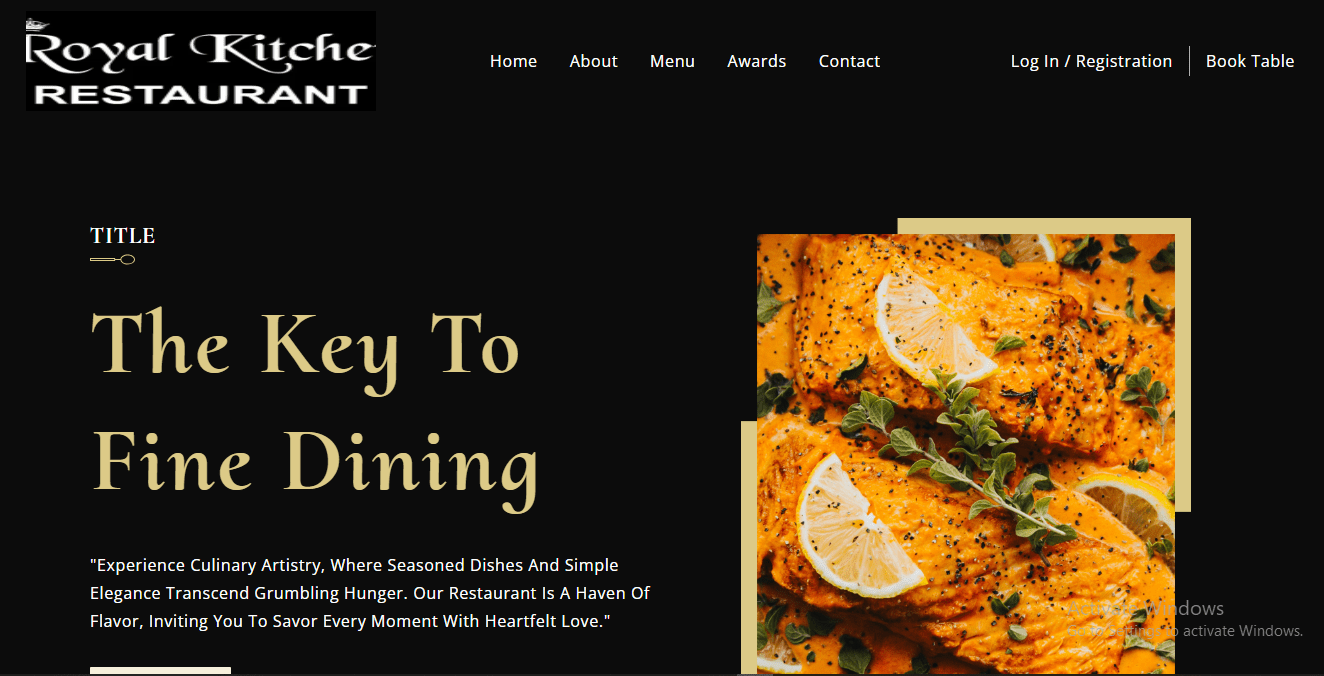 Royal Kitche
RESTAURANT
Home About Menu Awards Contact Log In / Registration Book Table
TITLE
The Key To
Fine Dining
"Experience Culinary Artistry, Where Seasoned Dishes And Simple
Elegance Transcend Grumbling Hunger. Our Restaurant Is A Haven Of
Flavor, Inviting You To Savor Every Moment With Heartfelt Love."
Activate Windows
Go to Settings to activate Windows.